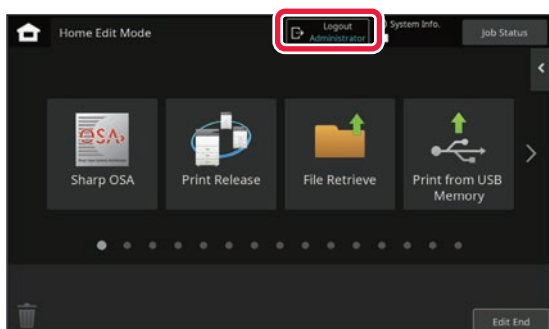 Home Edit Mode
Logout
Administrator
System Info.
Job Status
OSA
Sharp OSA
Print Release
File Retrieve
Print from USB
Memory
Edit End